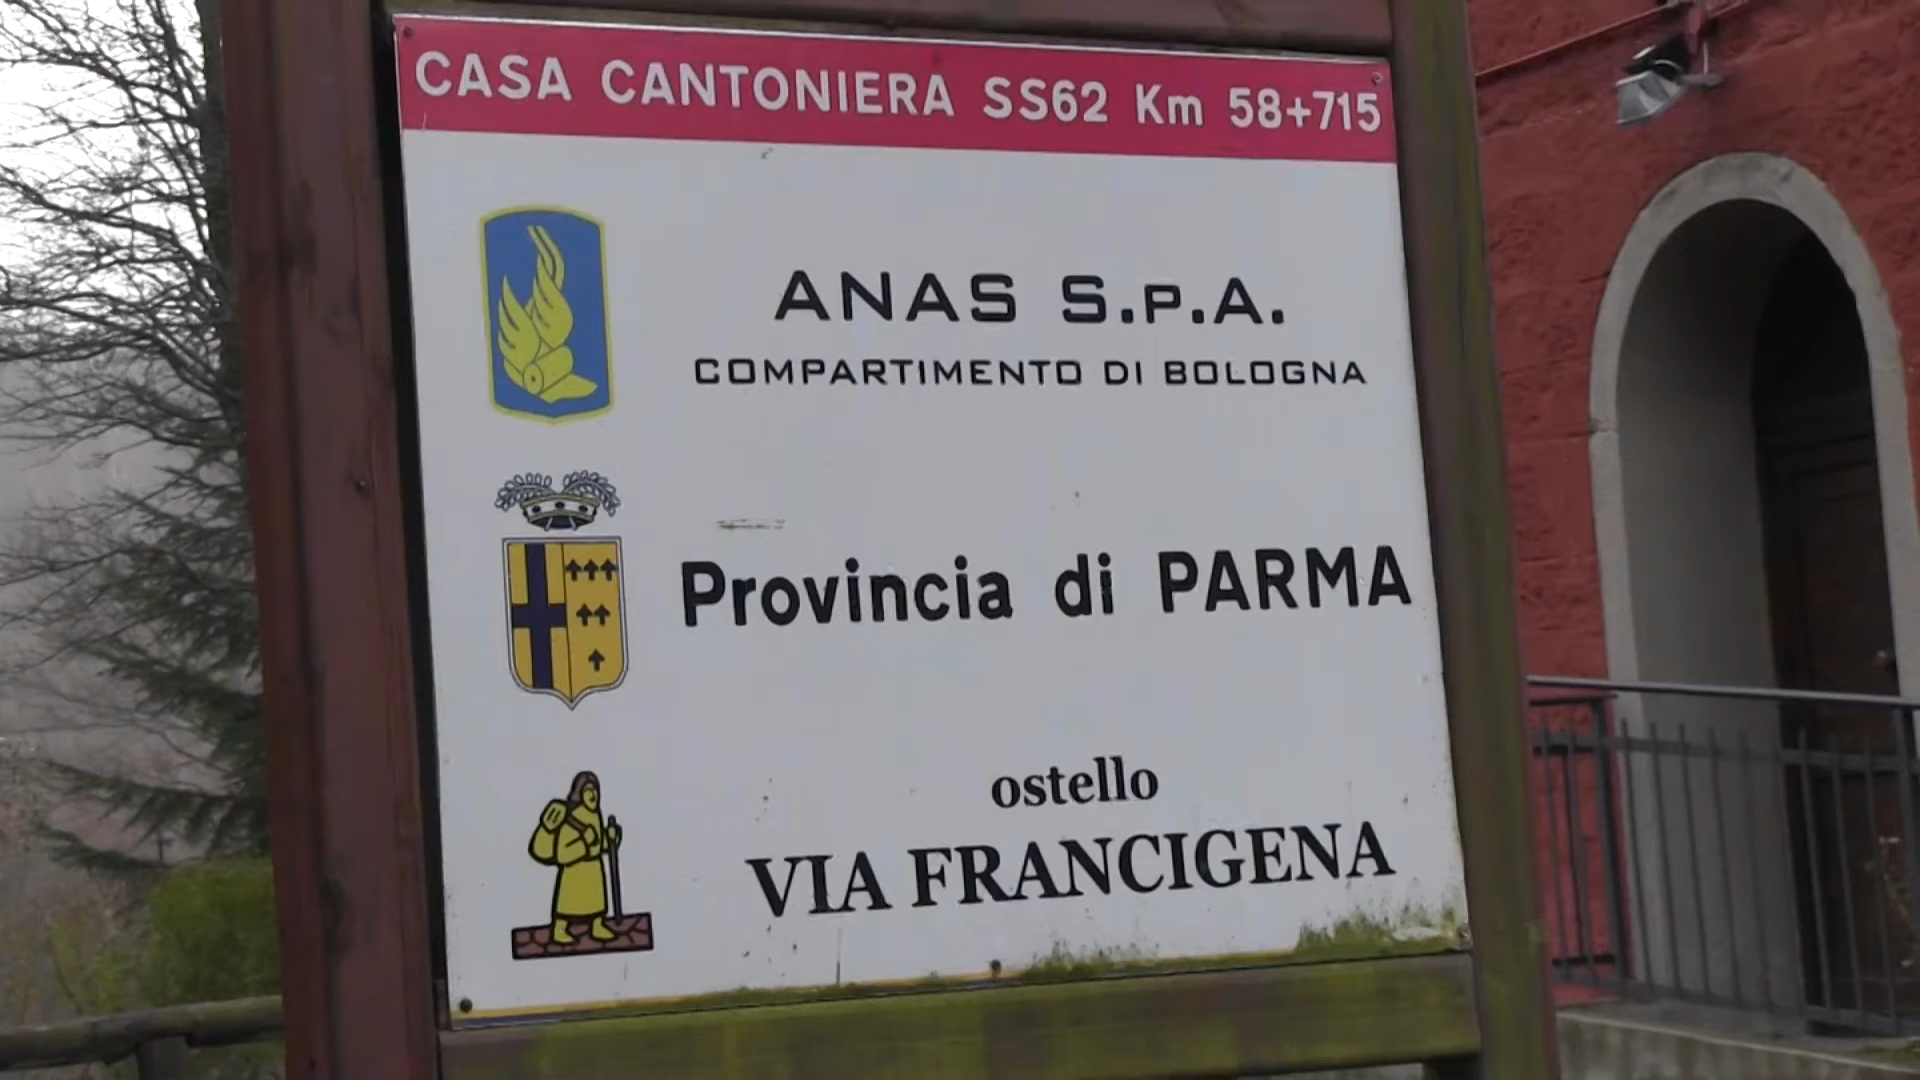 CASA CANTONIERA SS62 Km 58+715
ANAS S.p.A.
COMPARTIMENTO DI BOLOGNA
Provincia di PARMA
ostello
VIA FRANCIGENA